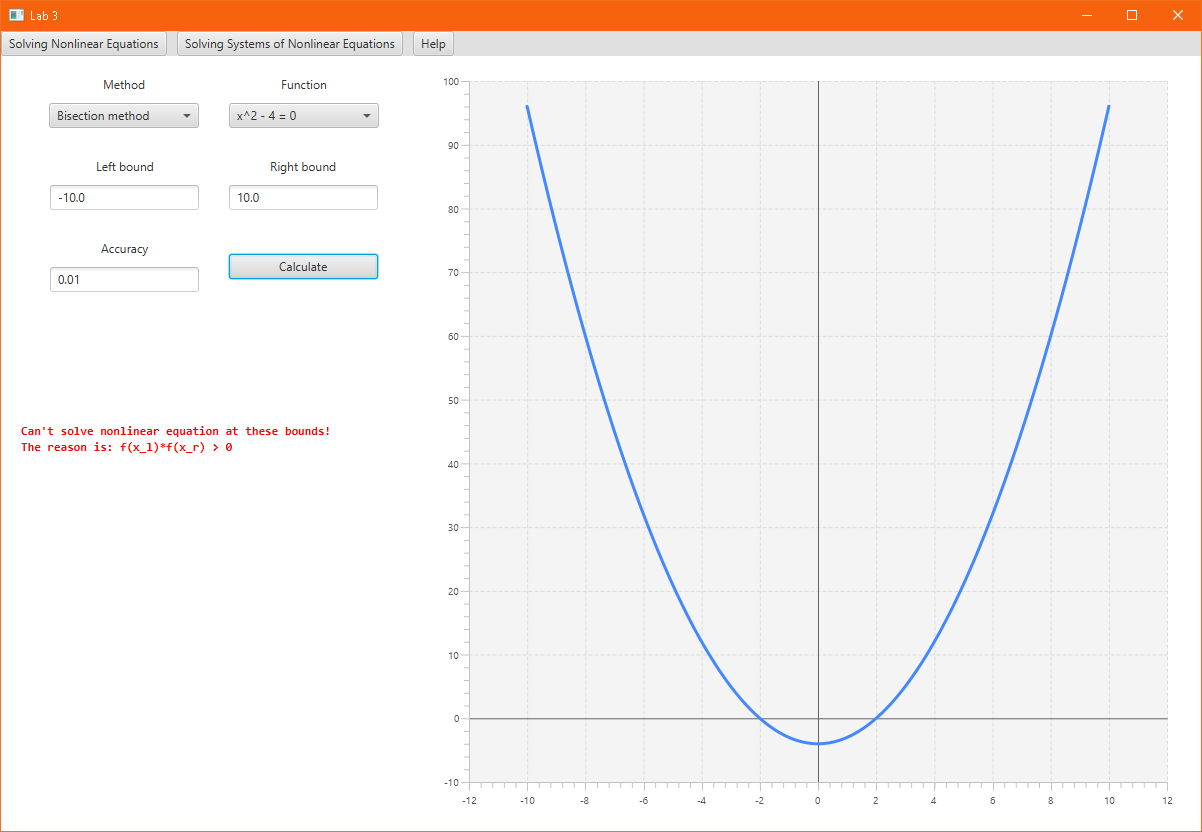 Lab 3
Solving Nonlinear Equations
Solving Systems of Nonlinear Equations
Help
Method
Function
Bisection method
x^2 - 4 = 0
Left bound
Right bound
-10.0
10.0
Accuracy
0.01
Calculate
Can't solve nonlinear equation at these bounds!
The reason is: f(x_l)*f(x_r) > 0
100
90
80
70
60
50
40
30
20
10
0
-10
-12 -10 -8 -6 -4 -2 0 2 4 6 8 10 12